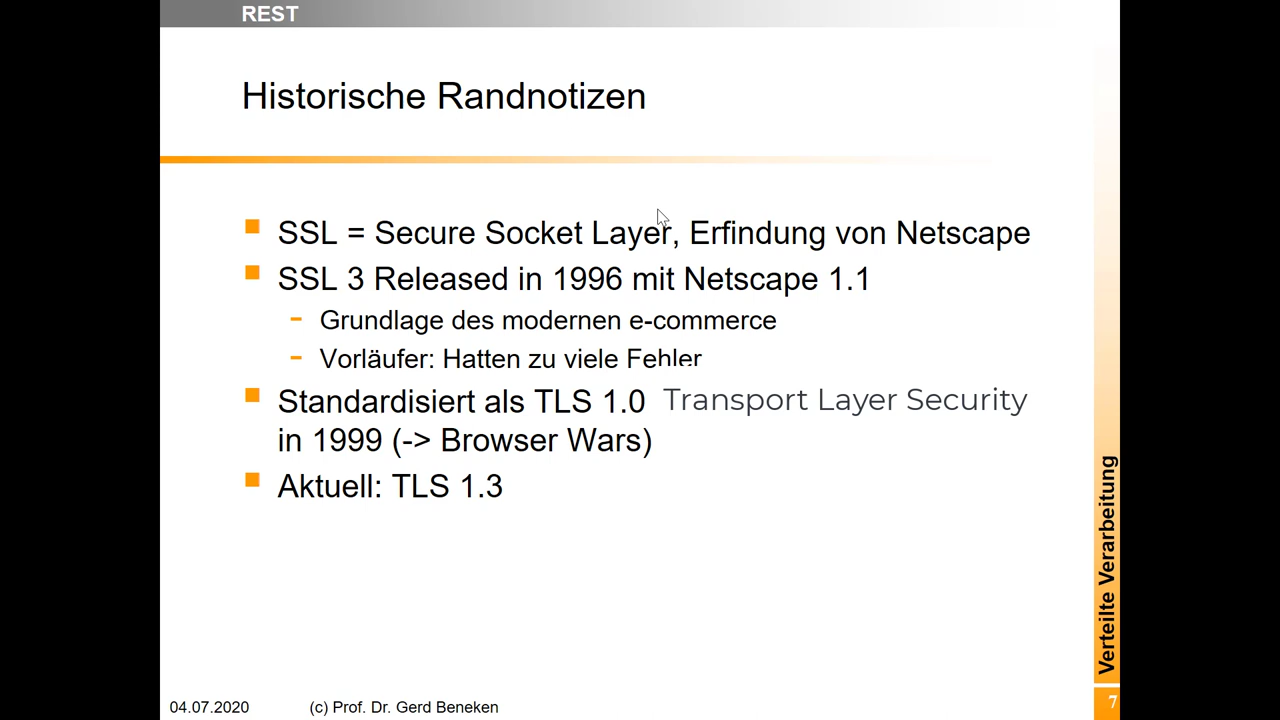 REST
Historische Randnotizen
SSL = Secure Socket Layer, Erfindung von Netscape
SSL 3 Released in 1996 mit Netscape 1.1
Grundlage des modernen e-commerce
Vorläufer: Hatten zu viele Fehler
Standardisiert als TLS 1.0 Transport Layer Security
in 1999 (-> Browser Wars)
Aktuell: TLS 1.3
Verteilte Verarbeitung
04.07.2020 (c) Prof. Dr. Gerd Beneken 7